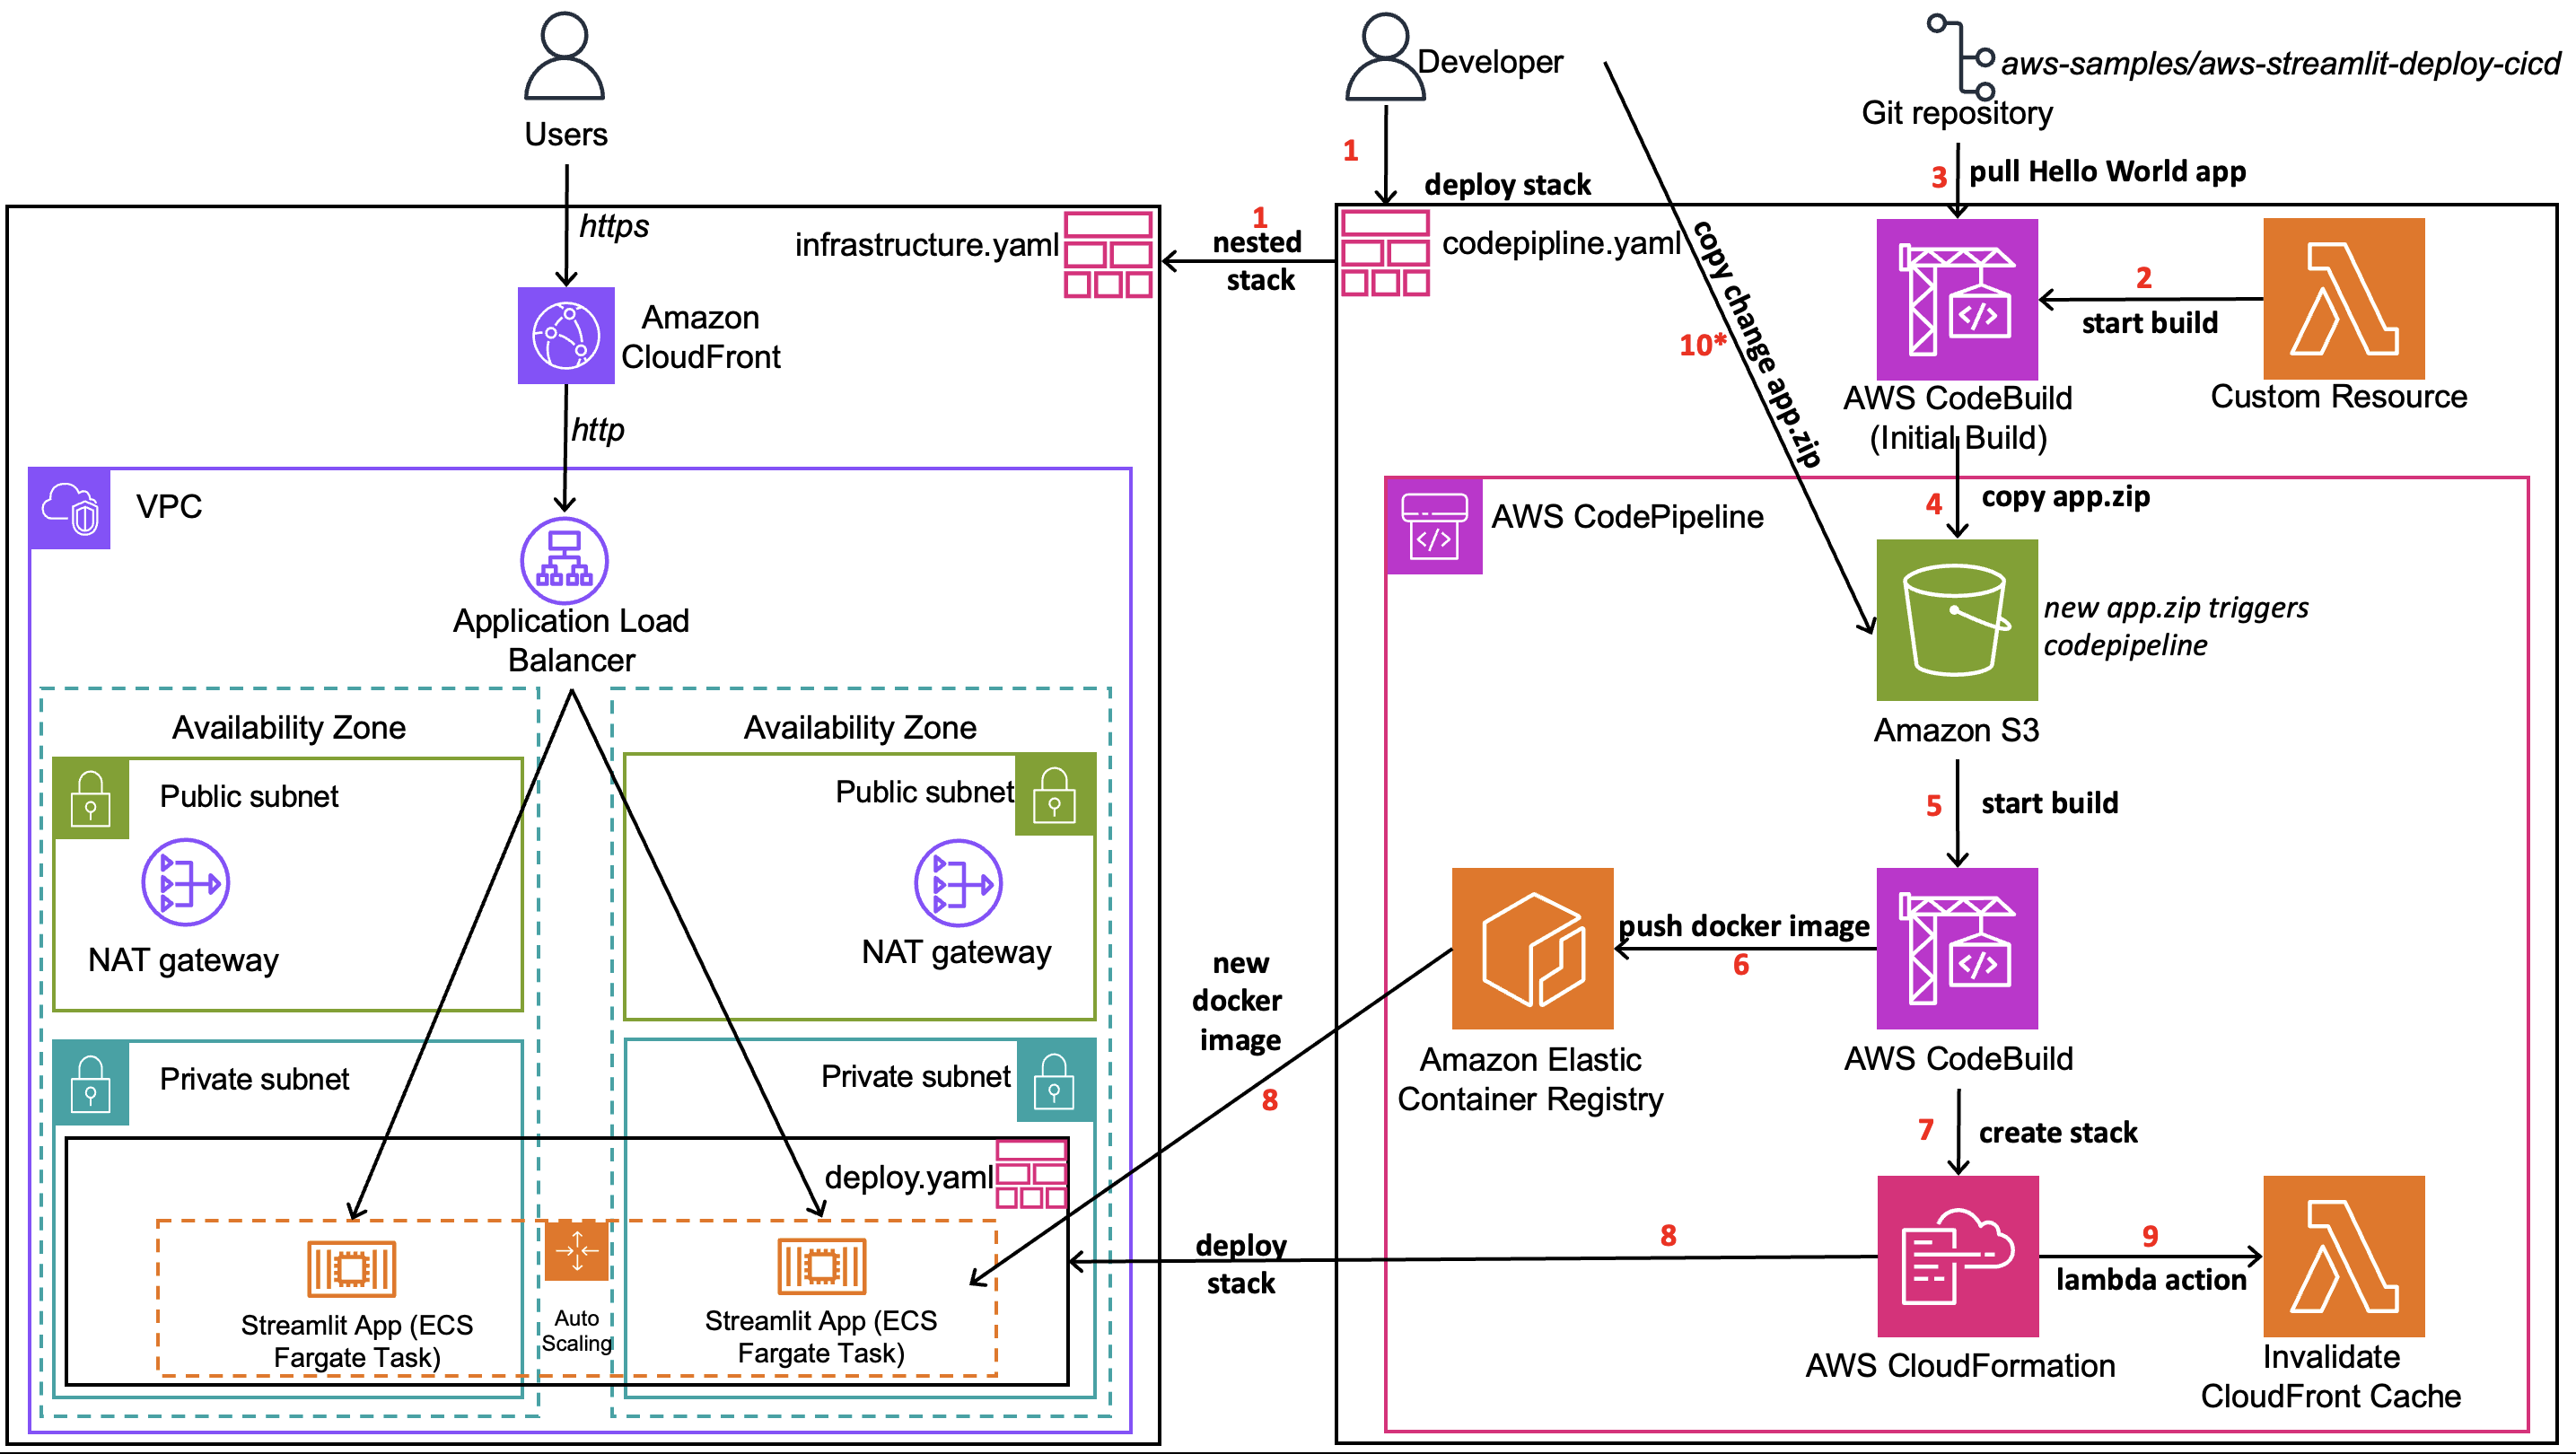 Users
Developer
aws-samples/aws-streamlit-deploy-cicd
Git repository
1
deploy stack
3
pull Hello World app
https
infrastructure.yaml
1
nested
stack
codepipline.yaml
copy change app.zip
10*
2
start build
Amazon
CloudFront
AWS CodeBuild
(Initial Build)
Custom Resource
http
VPC
AWS CodePipeline
4
copy app.zip
Application Load
Balancer
new app.zip triggers
codepipeline
Amazon S3
Availability Zone
Availability Zone
Public subnet
Public subnet
5
start build
NAT gateway
NAT gateway
push docker image
6
new
docker
image
8
Amazon Elastic
Container Registry
AWS CodeBuild
Private subnet
Private subnet
7
create stack
deploy.yaml
deploy
stack
8
9
lambda action
Auto
Scaling
Streamlit App (ECS
Fargate Task)
Streamlit App (ECS
Fargate Task)
AWS CloudFormation
Invalidate
CloudFront Cache